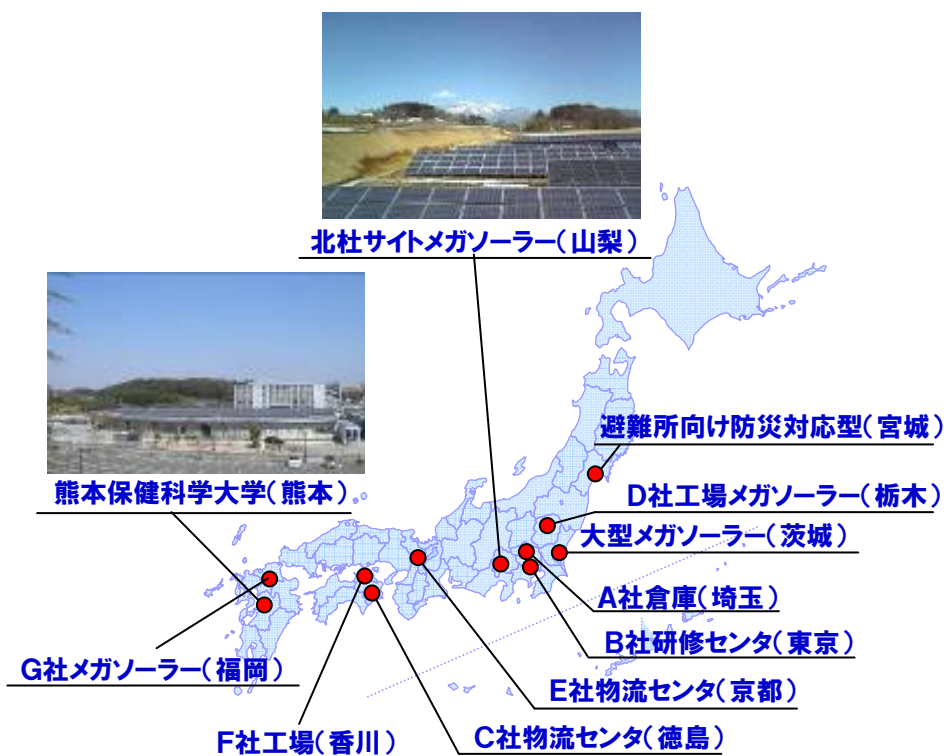 北杜サイトメガソーラー(山梨)
熊本保健科学大学(熊本)
避難所向け防災対応型(宮城)
D社工場メガソーラー(栃木)
大型メガソーラー(茨城)
A社倉庫(埼玉)
B社研修センタ(東京)
G社メガソーラー(福岡)
E社物流センタ(京都)
F社工場(香川)
C社物流センタ(徳島)